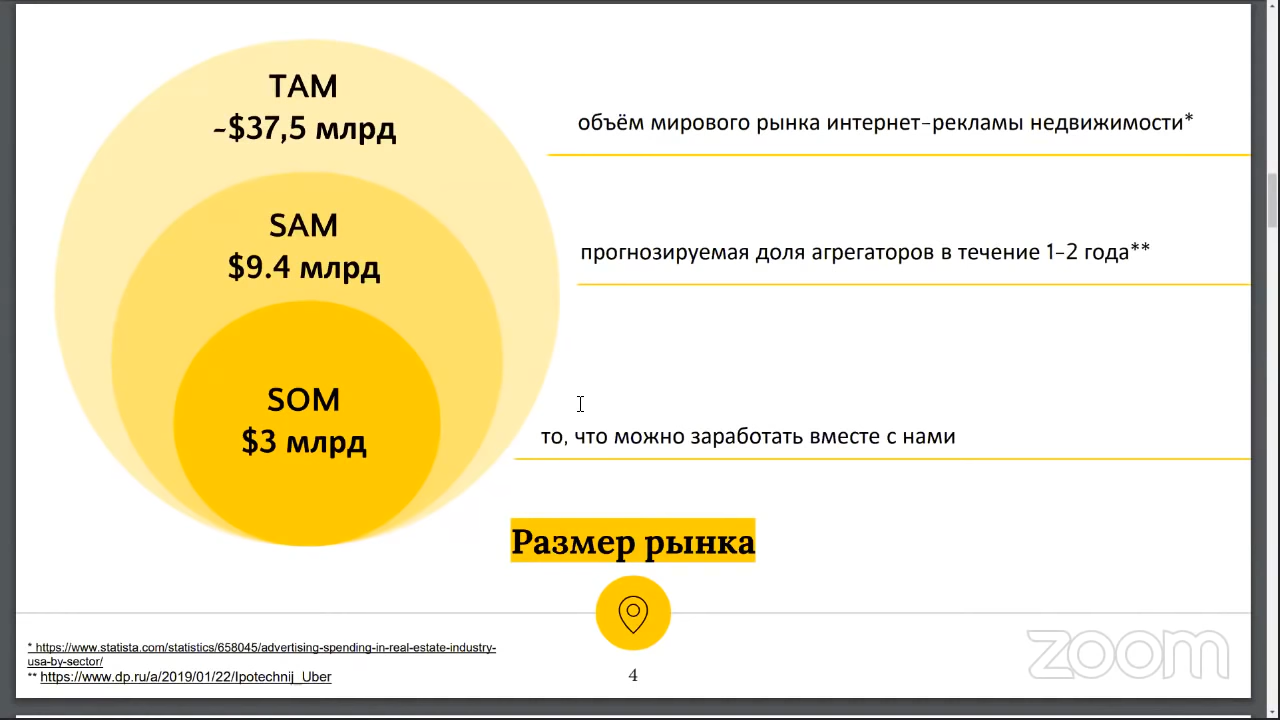 TAM
~$37,5 млрд
объём мирового рынка интернет-рекламы недвижимости*
SAM
$9.4 млрд
прогнозируемая доля агрегаторов в течение 1-2 года**
SOM
$3 млрд
то, что можно заработать вместе с нами
Размер рынка
* https://www.statista.com/statistics/658045/advertising-spending-in-real-estate-industry-
usa-by-sector/
** https://www.dp.ru/a/2019/01/22/Ipotechnij_Uber
4
zoom